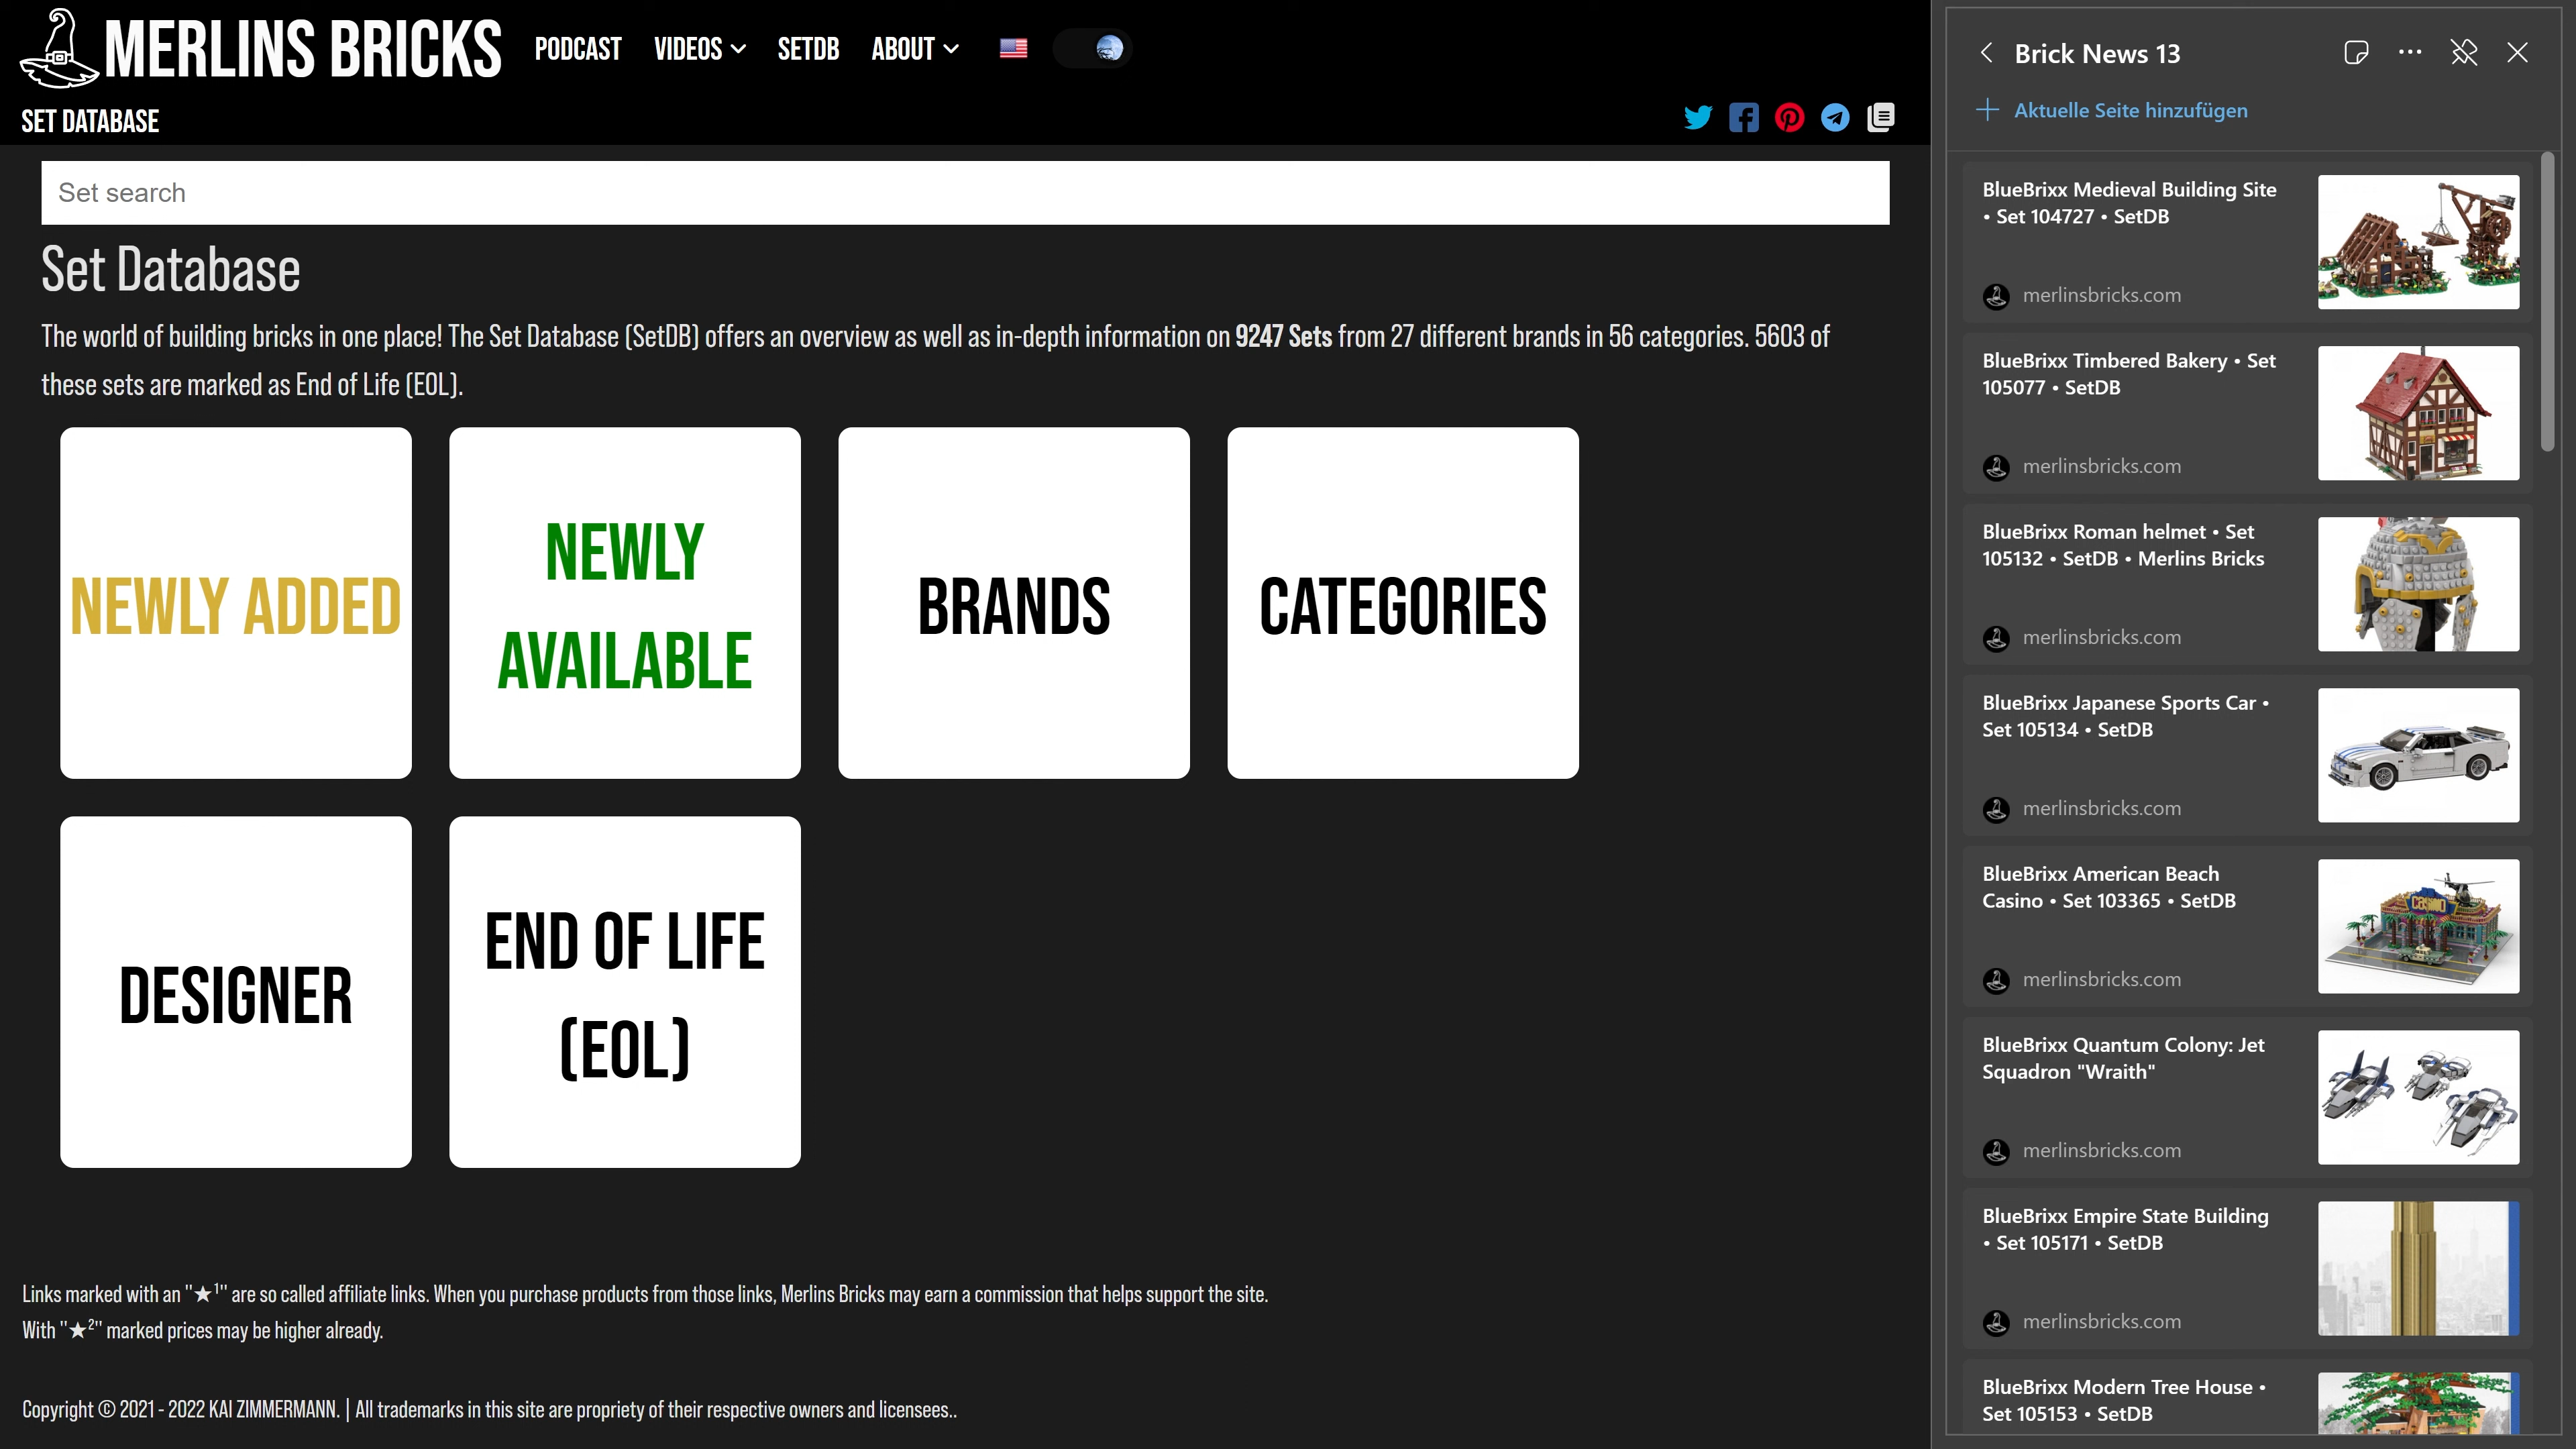 MERLINS BRICKS
PODCAST VIDEOS SETDB ABOUT
SET DATABASE
Set search
Set Database
The world of building bricks in one place! The Set Database (SetDB) offers an overview as well as in-depth information on 9247 Sets from 27 different brands in 56 categories. 5603 of
these sets are marked as End of Life (EOL).
NEWLY ADDED
NEWLY
AVAILABLE
BRANDS
CATEGORIES
DESIGNER
END OF LIFE
(EOL)
Links marked with an "★1" are so called affiliate links. When you purchase products from those links, Merlins Bricks may earn a commission that helps support the site.
With "★2" marked prices may be higher already.
Copyright © 2021 - 2022 KAI ZIMMERMANN. | All trademarks in this site are propriety of their respective owners and licensees..
Brick News 13
Aktuelle Seite hinzufügen
BlueBrixx Medieval Building Site
• Set 104727 • SetDB
merlinsbricks.com
BlueBrixx Timbered Bakery • Set
105077 • SetDB
merlinsbricks.com
BlueBrixx Roman helmet • Set
105132 • SetDB • Merlins Bricks
merlinsbricks.com
BlueBrixx Japanese Sports Car •
Set 105134 • SetDB
merlinsbricks.com
BlueBrixx American Beach
Casino • Set 103365 • SetDB
CASINO
merlinsbricks.com
BlueBrixx Quantum Colony: Jet
Squadron "Wraith"
merlinsbricks.com
BlueBrixx Empire State Building
• Set 105171 • SetDB
merlinsbricks.com
BlueBrixx Modern Tree House •
Set 105153 • SetDB